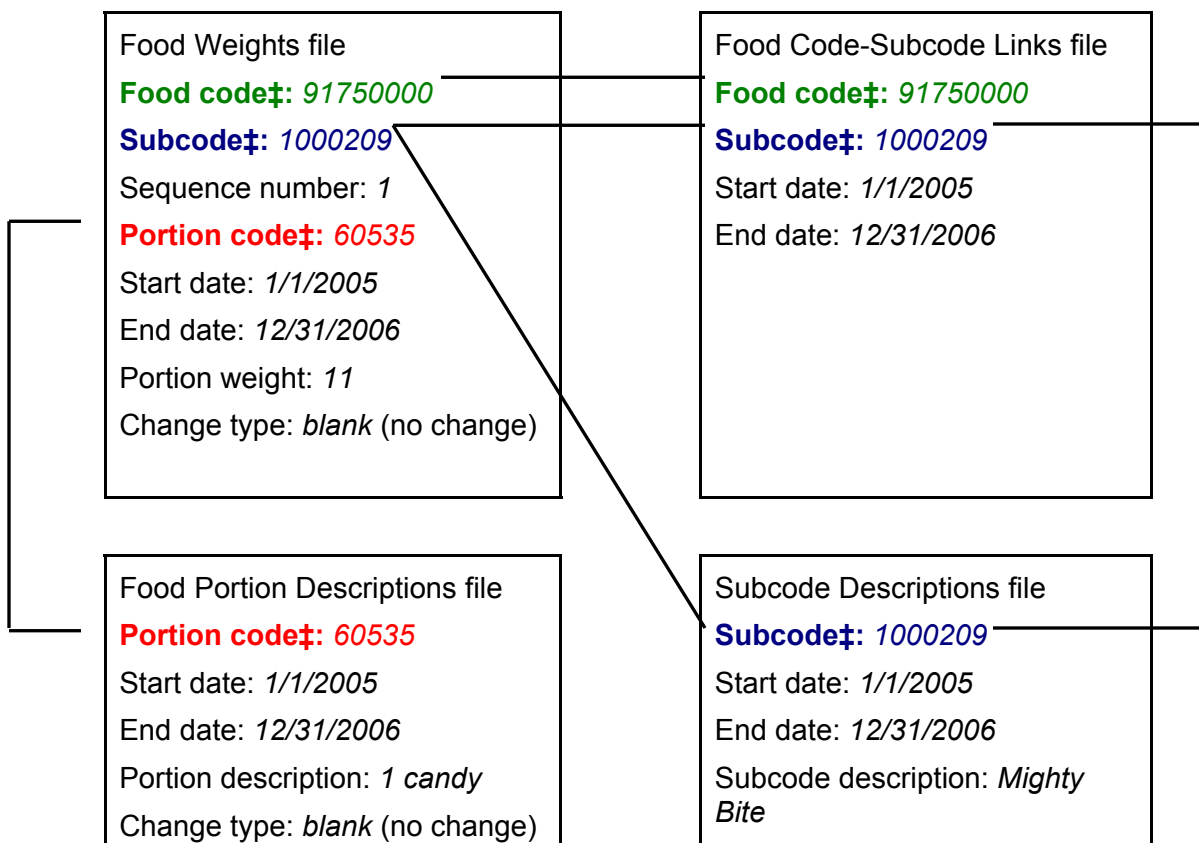 Food Weights file
Food code‡: 91750000
Subcode‡: 1000209
Sequence number: 1
Portion code‡: 60535
Start date: 1/1/2005
End date: 12/31/2006
Portion weight: 11
Change type: blank (no change)
Food Code-Subcode Links file
Food code‡: 91750000
Subcode‡: 1000209
Start date: 1/1/2005
End date: 12/31/2006
Food Portion Descriptions file
Portion code‡: 60535
Start date: 1/1/2005
End date: 12/31/2006
Portion description: 1 candy
Change type: blank (no change)
Subcode Descriptions file
Subcode‡: 1000209
Start date: 1/1/2005
End date: 12/31/2006
Subcode description: Mighty
Bite